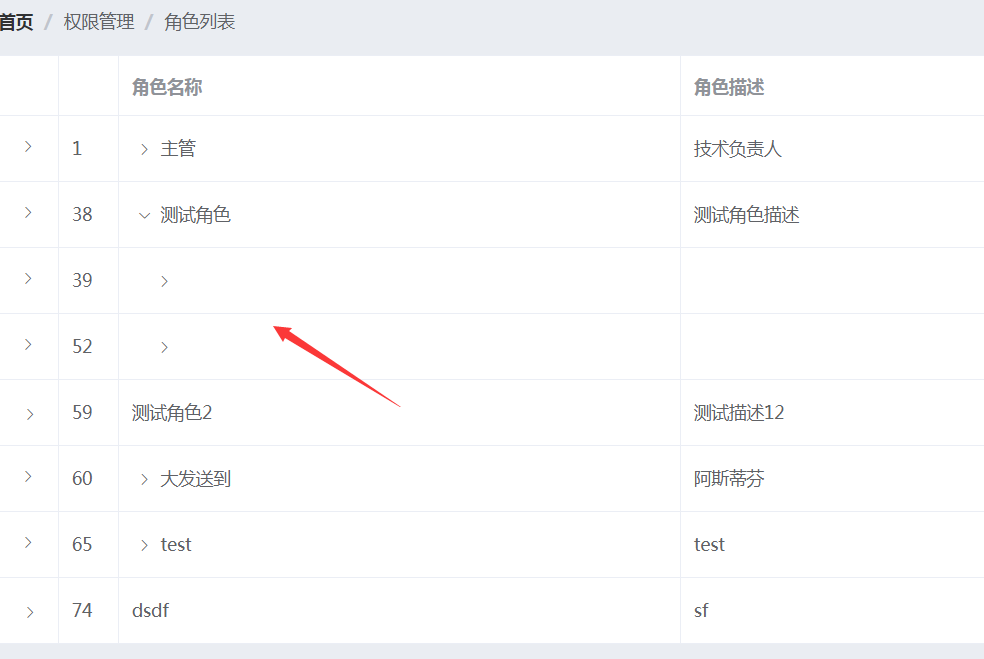 首页 / 权限管理 / 角色列表
角色名称 角色描述
1 主管 技术负责人
38 测试角色 测试角色描述
39
52
59 测试角色2 测试描述12
60 大发送到 阿斯蒂芬
65 test test
74 dsdf sf